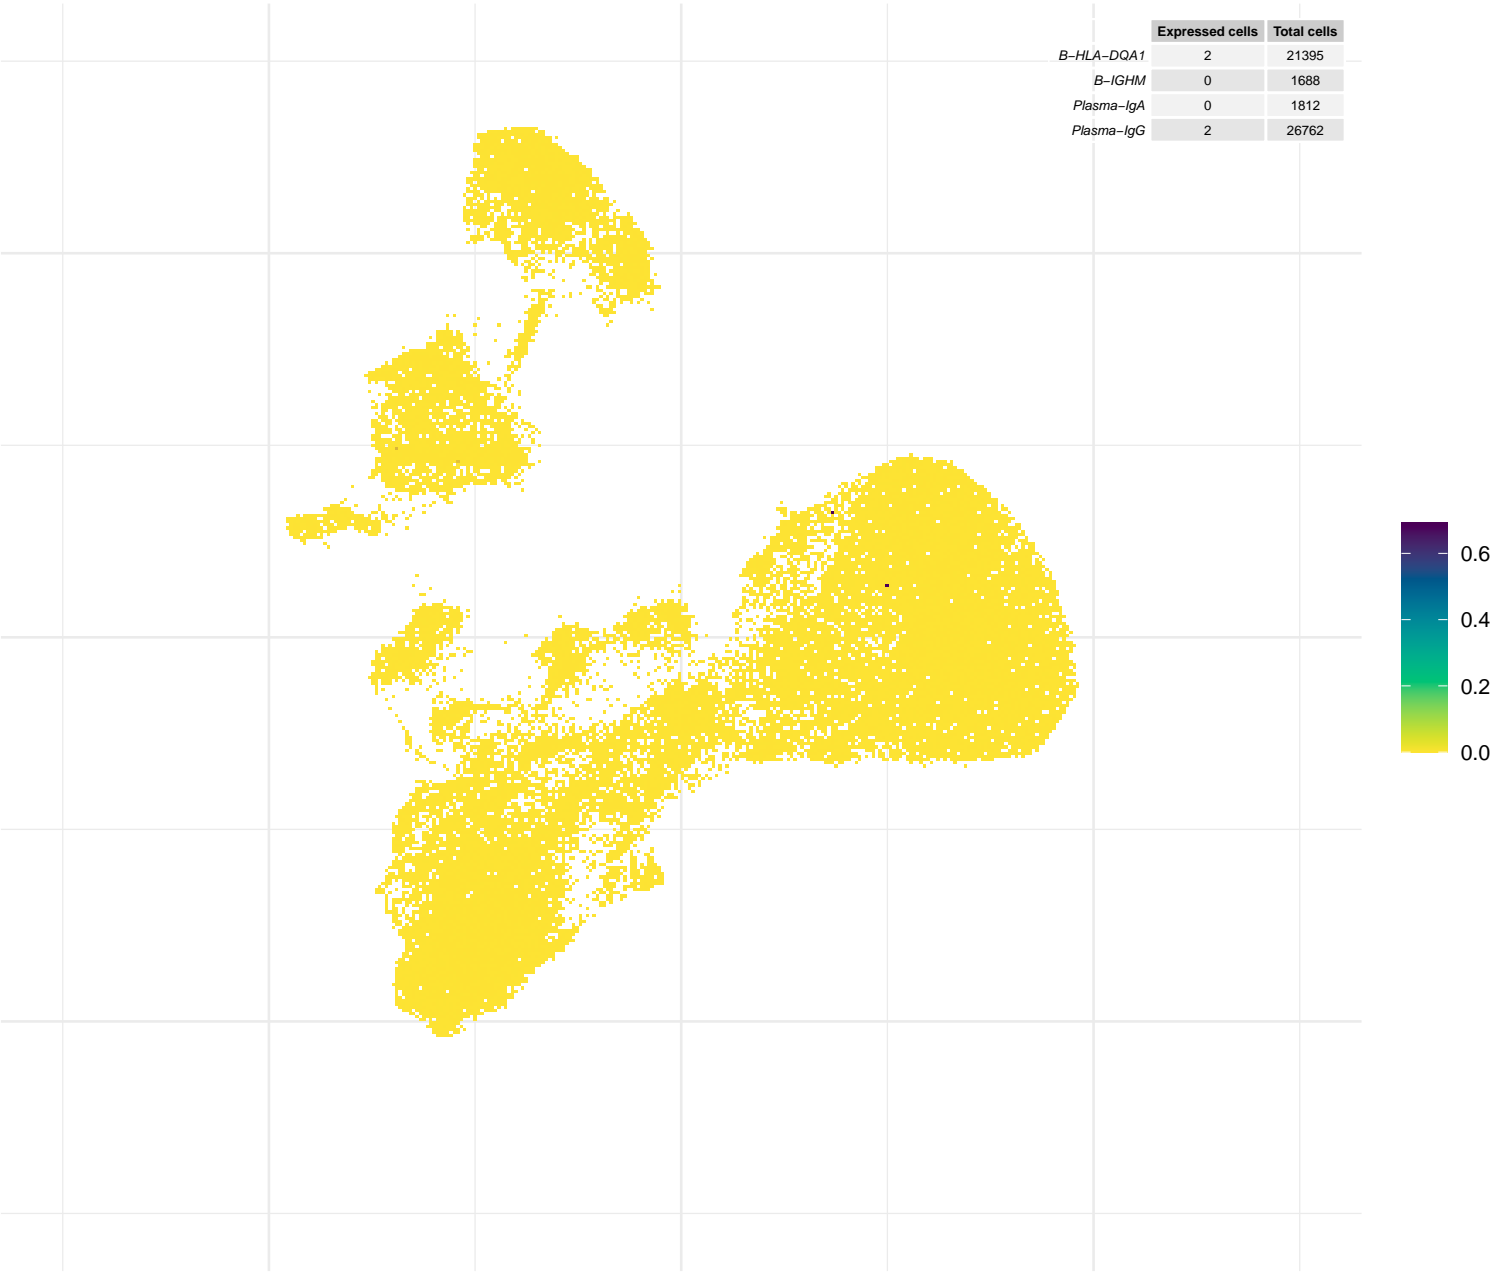 Expressed cells Total cells
B−HLA−DQA1 2 21395
B−IGHM 0 1688
Plasma−IgA 0 1812
Plasma−IgG 2 26762
0.6
0.4
0.2
0.0